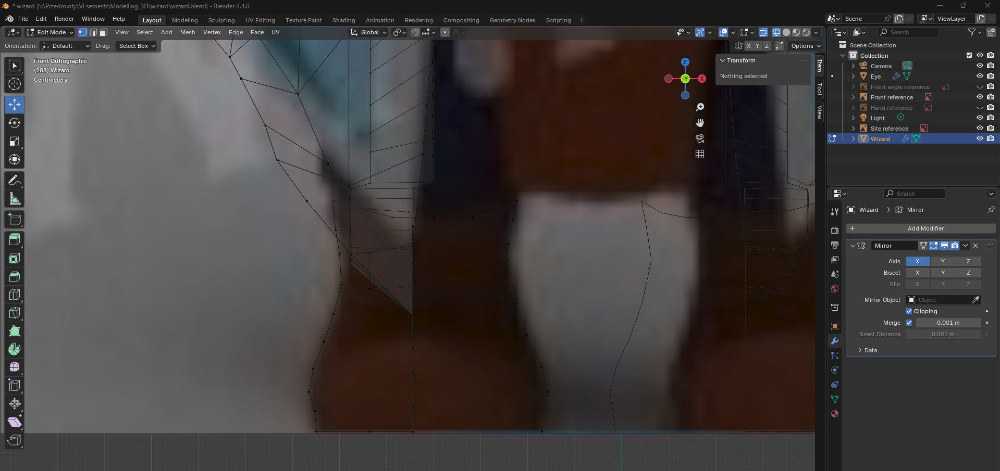 * wizard [S:\Przedmioty\VI semestr\Modelling_3D\wizard\wizard.blend] - Blender 4.4.0
File Edit Render Window Help Layout Modeling Sculpting UV Editing Texture Paint Shading Animation Rendering Compositing Geometry Nodes Scripting + Scene ViewLayer
Edit Mode View Select Add Mesh Vertex Edge Face UV Global Search
Orientation: Default Drag: Select Box X Y Z Options
Scene Collection
Collection
Camera
Eye
Front angle reference
Front reference
Hand reference
Light
Site reference
Wizard
Front Orthographic
(203) Wizard
Centimeters
Z
-Y
X
Transform
Nothing selected
Item
Tool
View
Search
Wizard > Mirror
+ Add Modifier
Mirror
Axis X Y Z
Bisect X Y Z
Flip X Y Z
Mirror Object Object
Clipping
Merge 0.001 m
Bisect Distance 0.001 m
Data